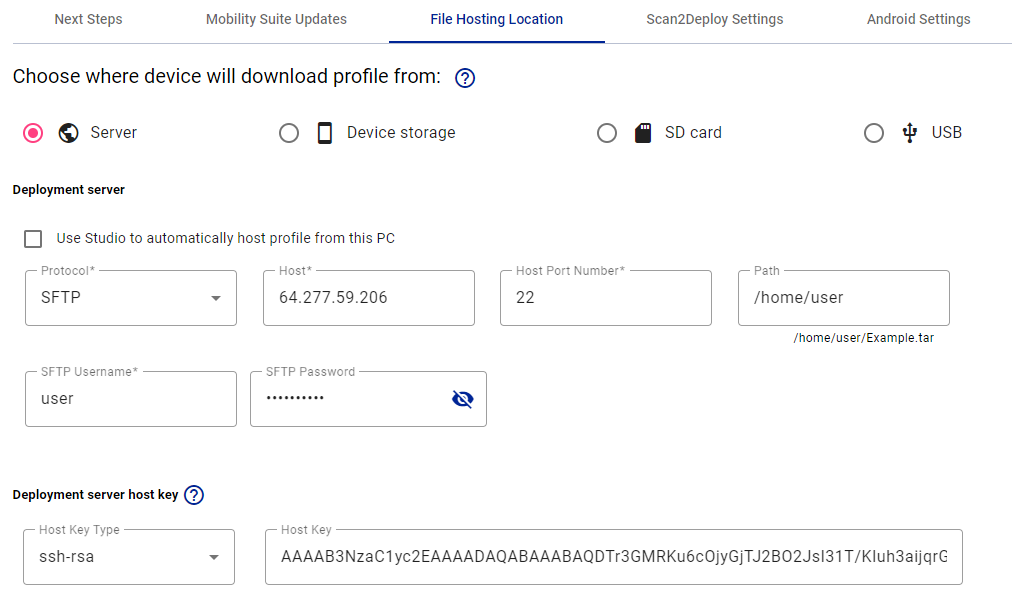 Next Steps Mobility Suite Updates File Hosting Location Scan2Deploy Settings Android Settings
Choose where device will download profile from: ?
Server Device storage SD card USB
Deployment server
Use Studio to automatically host profile from this PC
Protocol* Host* Host Port Number* Path
SFTP 64.277.59.206 22 /home/user
/home/user/Example.tar
SFTP Username* SFTP Password
user ••••••••••
Deployment server host key ?
Host Key Type Host Key
ssh-rsa AAAAB3NzaC1yc2EAAAADAQABAAABAQDTr3GMRKu6cOjyGjTJ2BO2JsI31T/KIuh3aijqrG